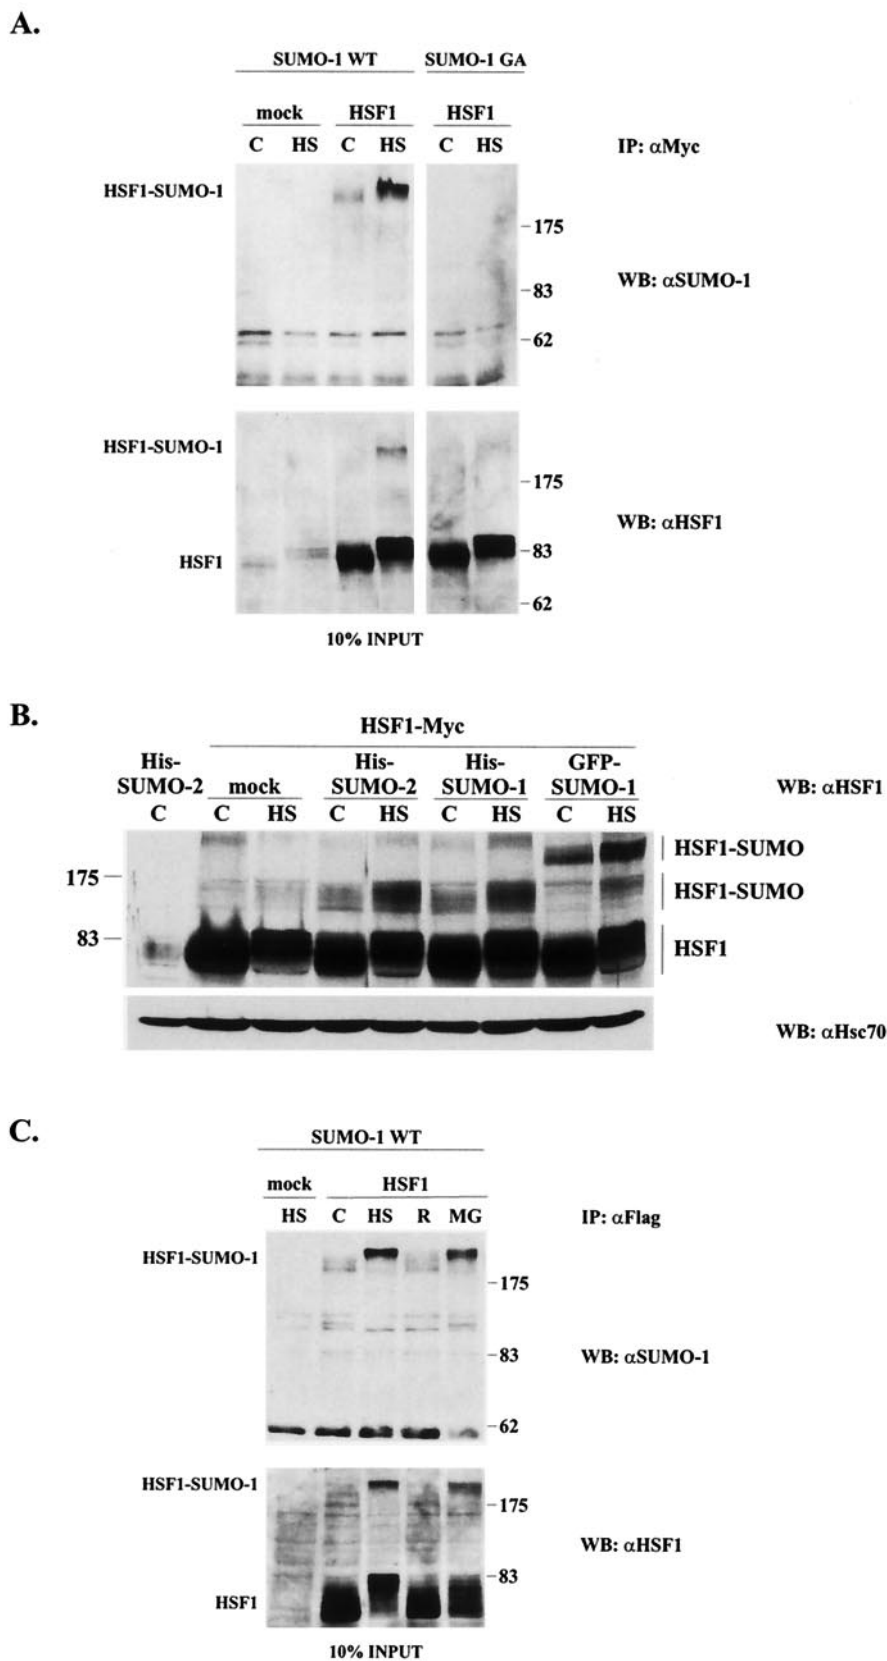 A.
SUMO-1 WT SUMO-1 GA
mock HSF1 HSF1
C HS C HS C HS IP: αMyc
HSF1-SUMO-1
175
83 WB: αSUMO-1
62
HSF1-SUMO-1
175
WB: αHSF1
83
HSF1
62
10% INPUT
B.
HSF1-Myc
His- His- His- GFP-
SUMO-2 mock SUMO-2 SUMO-1 SUMO-1 WB: αHSF1
C C HS C HS C HS C HS
HSF1-SUMO
175 HSF1-SUMO
83 HSF1
WB: αHsc70
C.
SUMO-1 WT
mock HSF1
HS C HS R MG IP: αFlag
HSF1-SUMO-1
175
83 WB: αSUMO-1
62
HSF1-SUMO-1
175
WB: αHSF1
83
HSF1
10% INPUT